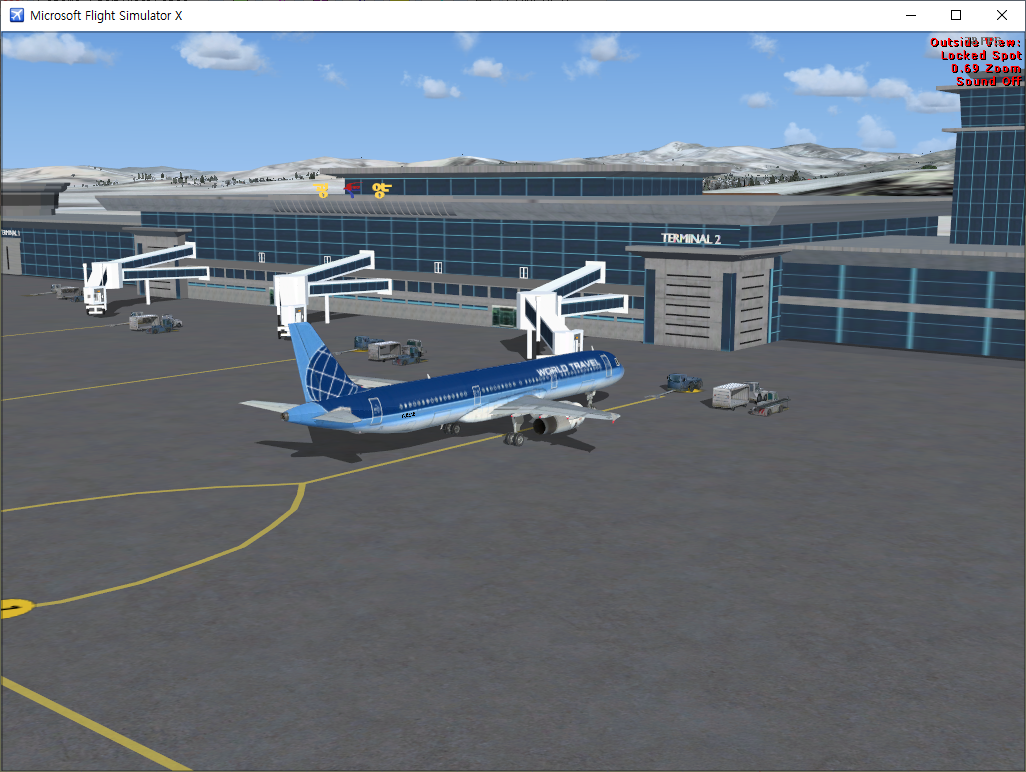 Microsoft Flight Simulator X
Outside View:
Locked Spot
0.69 Zoom
Sound Off
TERMINAL 2
WORLD TRAVEL